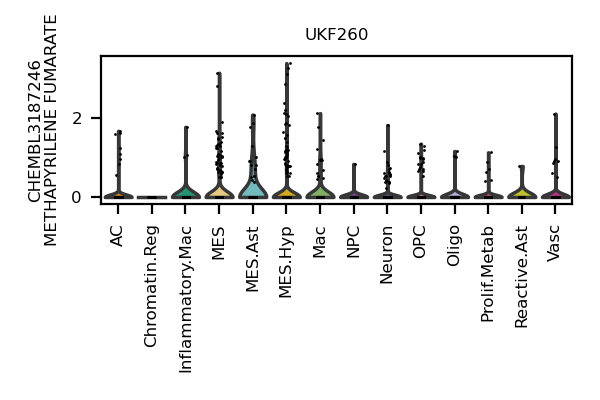 UKF260
CHEMBL3187246
METHAPYRILENE FUMARATE
2
0
AC
Chromatin.Reg
Inflammatory.Mac
MES
MES.Ast
MES.Hyp
Mac
NPC
Neuron
OPC
Oligo
Prolif.Metab
Reactive.Ast
Vasc